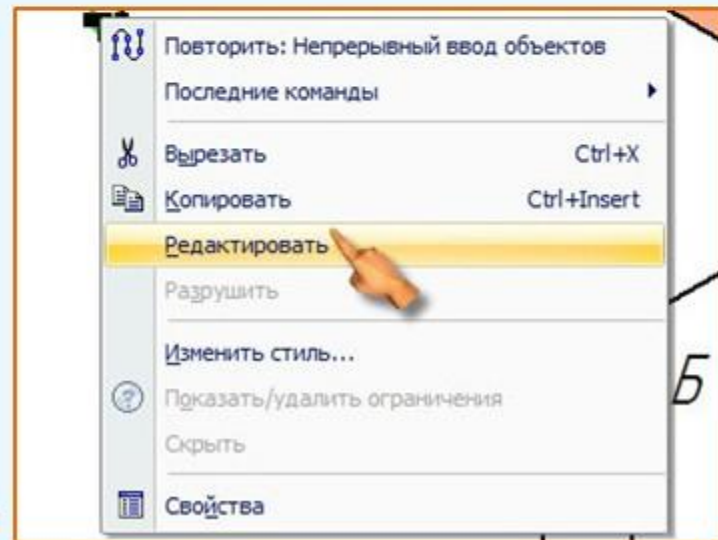 Повторить: Непрерывный ввод объектов
Последние команды
Вырезать Ctrl+X
Копировать Ctrl+Insert
Редактировать
Разрушить
Изменить стиль...
Показать/удалить ограничения
Скрыть
Б
Свойства